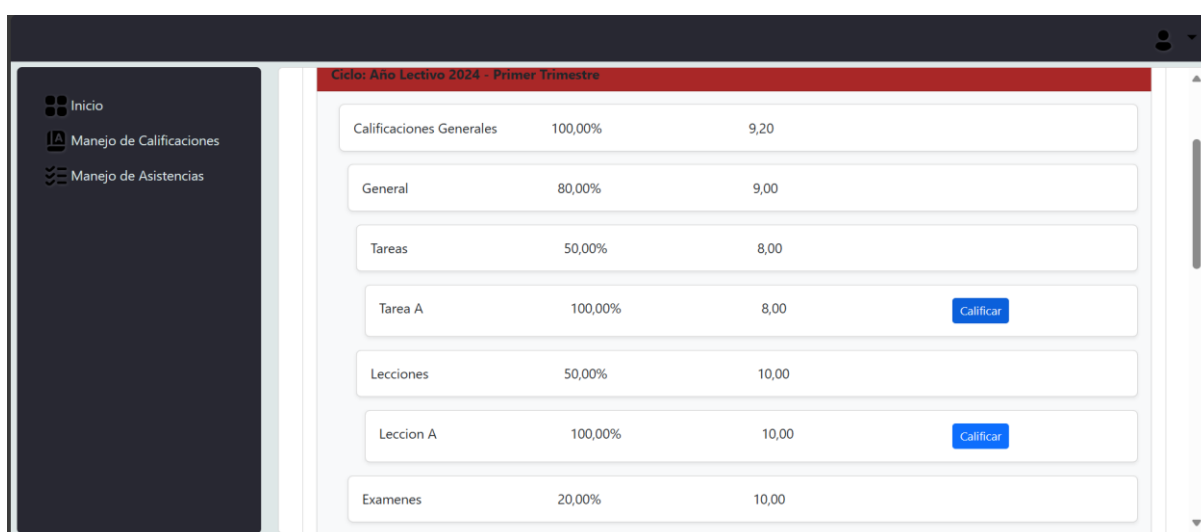 Ciclo: Año Lectivo 2024 - Primer Trimestre
Inicio
Manejo de Calificaciones
Manejo de Asistencias
Calificaciones Generales 100,00% 9,20
General 80,00% 9,00
Tareas 50,00% 8,00
Tarea A 100,00% 8,00 Calificar
Lecciones 50,00% 10,00
Leccion A 100,00% 10,00 Calificar
Examenes 20,00% 10,00